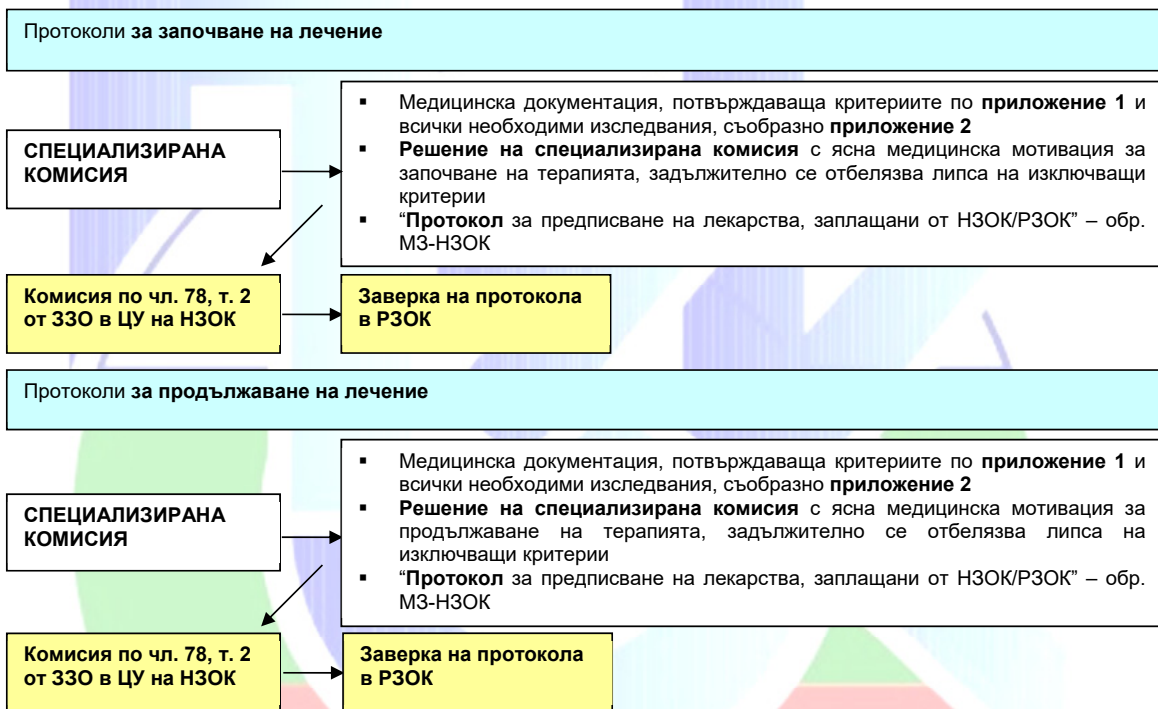 Протоколи за започване на лечение
СПЕЦИАЛИЗИРАНА
КОМИСИЯ
▪ Медицинска документация, потвърждаваща критериите по приложение 1 и
всички необходими изследвания, съобразно приложение 2
▪ Решение на специализирана комисия с ясна медицинска мотивация за
започване на терапията, задължително се отбелязва липса на изключващи
критерии
▪ “Протокол за предписване на лекарства, заплащани от НЗОК/РЗОК” – обр.
МЗ-НЗОК
Комисия по чл. 78, т. 2
от ЗЗО в ЦУ на НЗОК
Заверка на протокола
в РЗОК
Протоколи за продължаване на лечение
СПЕЦИАЛИЗИРАНА
КОМИСИЯ
▪ Медицинска документация, потвърждаваща критериите по приложение 1 и
всички необходими изследвания, съобразно приложение 2
▪ Решение на специализирана комисия с ясна медицинска мотивация за
продължаване на терапията, задължително се отбелязва липса на
изключващи критерии
▪ “Протокол за предписване на лекарства, заплащани от НЗОК/РЗОК” – обр.
МЗ-НЗОК
Комисия по чл. 78, т. 2
от ЗЗО в ЦУ на НЗОК
Заверка на протокола
в РЗОК